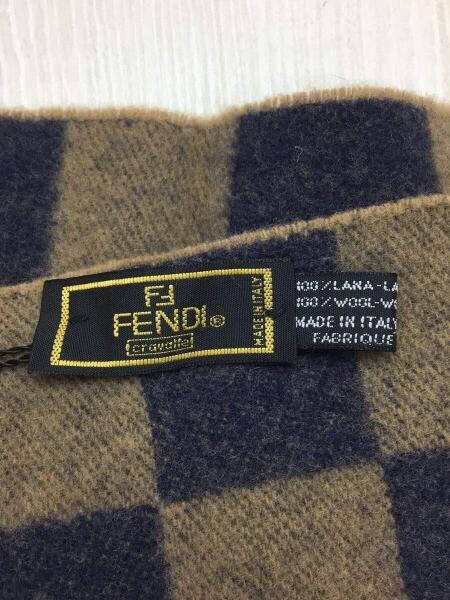 FF
FENDI®
cravatte
MADE IN ITALY
100%LANA-LA
100%WOOL-WO
MADE IN ITALY
FABRIQUE